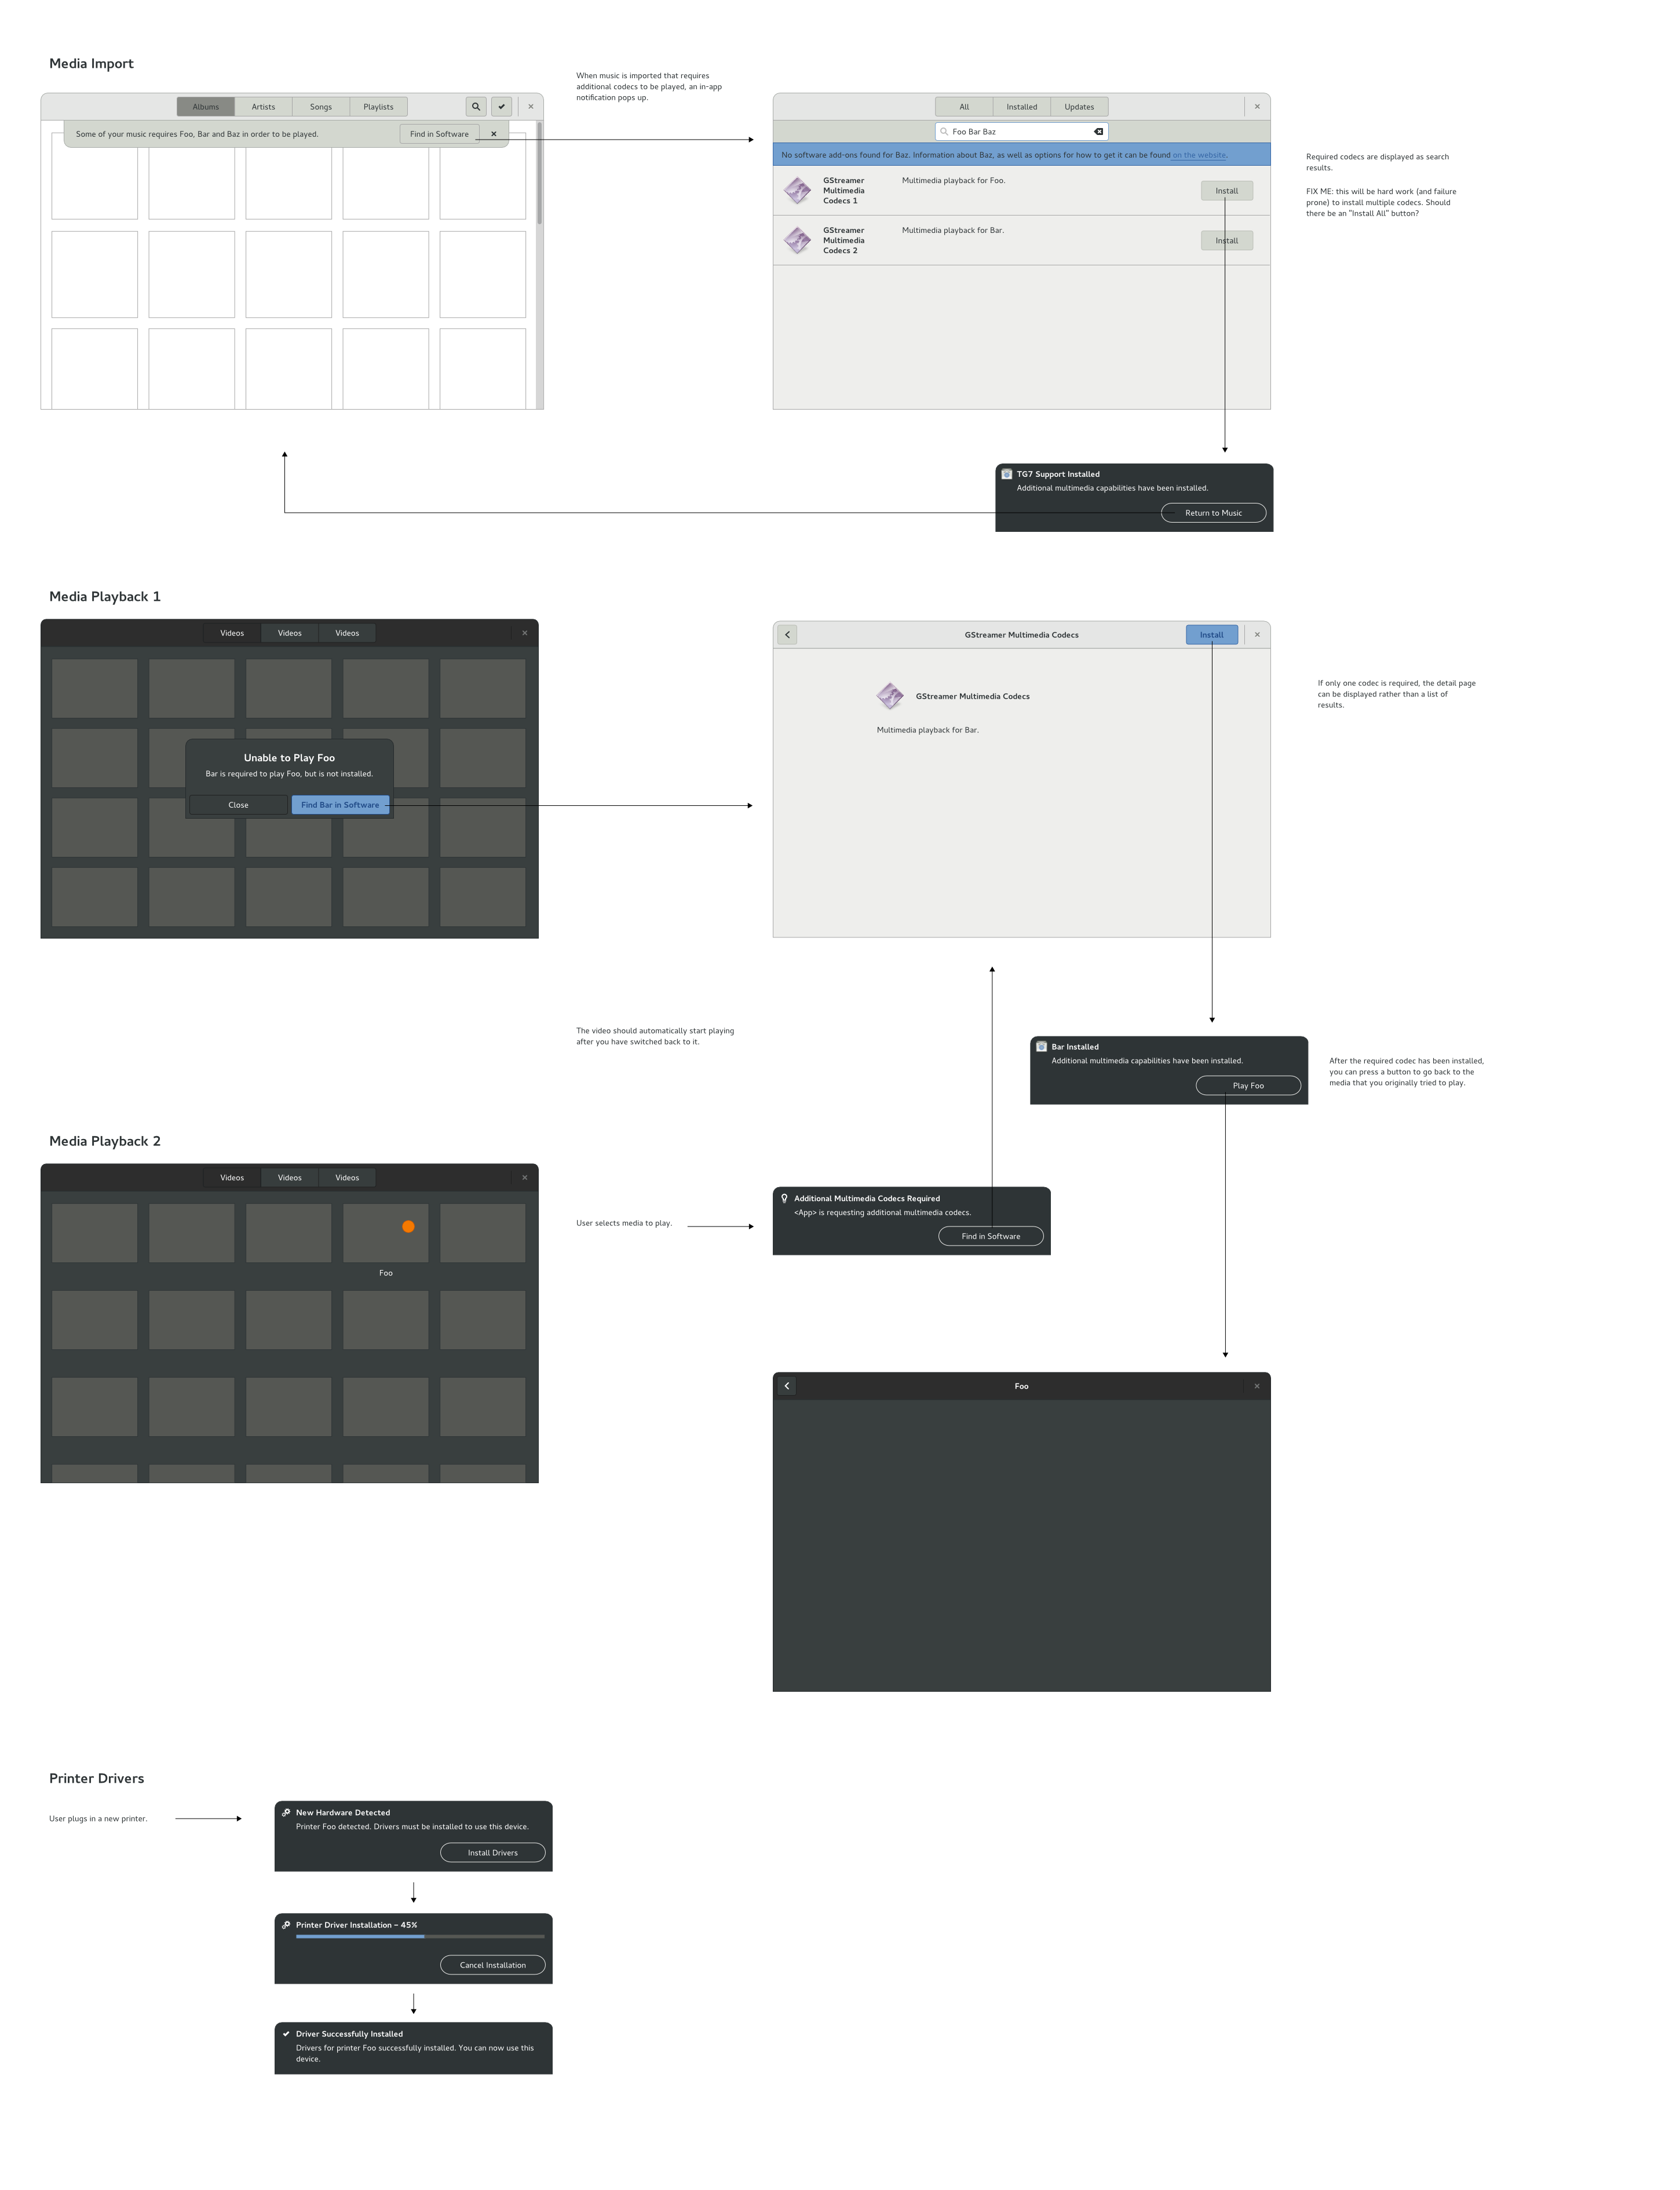 Media Import
Albums
Artists
Songs
Playlists
Some of your music requires Foo, Bar and Baz in order to be played.
Find in Software
When music is imported that requires
additional codecs to be played, an in-app
notification pops up.
All
Installed
Updates
Foo Bar Baz
No software add-ons found for Baz. Information about Baz, as well as options for how to get it can be found on the website.
GStreamer
Multimedia
Codecs 1
Multimedia playback for Foo.
Install
GStreamer
Multimedia
Codecs 2
Multimedia playback for Bar.
Install
Required codecs are displayed as search
results.
FIX ME: this will be hard work (and failure
prone) to install multiple codecs. Should
there be an "Install All" button?
TG7 Support Installed
Additional multimedia capabilities have been installed.
Return to Music
Media Playback 1
Videos
Videos
Videos
Unable to Play Foo
Bar is required to play Foo, but is not installed.
Close
Find Bar in Software
GStreamer Multimedia Codecs
Install
GStreamer Multimedia Codecs
Multimedia playback for Bar.
If only one codec is required, the detail page
can be displayed rather than a list of
results.
The video should automatically start playing
after you have switched back to it.
Bar Installed
Additional multimedia capabilities have been installed.
Play Foo
After the required codec has been installed,
you can press a button to go back to the
media that you originally tried to play.
Media Playback 2
Videos
Videos
Videos
Foo
User selects media to play.
Additional Multimedia Codecs Required
<App> is requesting additional multimedia codecs.
Find in Software
Foo
Printer Drivers
User plugs in a new printer.
New Hardware Detected
Printer Foo detected. Drivers must be installed to use this device.
Install Drivers
Printer Driver Installation – 45%
Cancel Installation
Driver Successfully Installed
Drivers for printer Foo successfully installed. You can now use this
device.